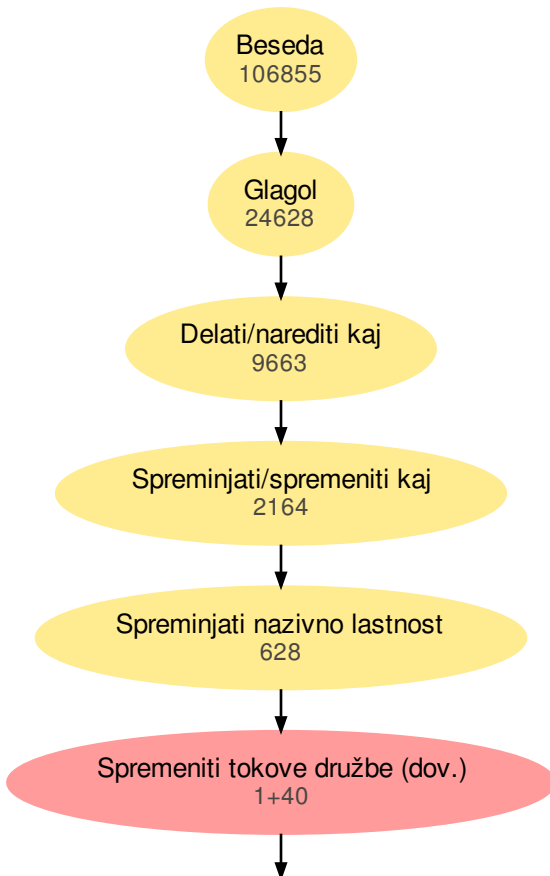 Beseda
106855
Glagol
24628
Delati/narediti kaj
9663
Spreminjati/spremeniti kaj
2164
Spreminjati nazivno lastnost
628
Spremeniti tokove družbe (dov.)
1+40